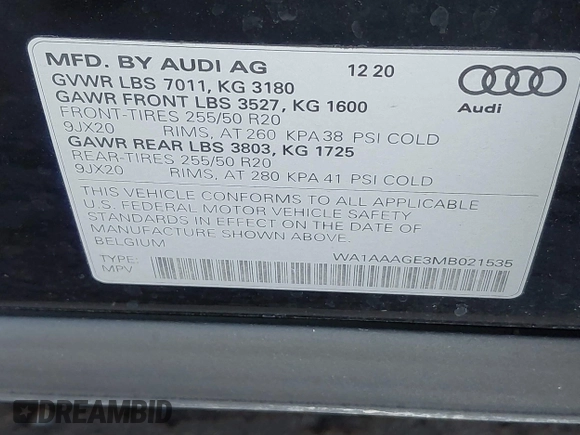 MFD. BY AUDI AG 12 20
GVWR LBS 7011, KG 3180
GAWR FRONT LBS 3527, KG 1600
FRONT-TIRES 255/50 R20
9JX20 RIMS, AT 260 KPA 38 PSI COLD
GAWR REAR LBS 3803, KG 1725
REAR-TIRES 255/50 R20
9JX20 RIMS, AT 280 KPA 41 PSI COLD
Audi
THIS VEHICLE CONFORMS TO ALL APPLICABLE
U.S. FEDERAL MOTOR VEHICLE SAFETY
STANDARDS IN EFFECT ON THE DATE OF
MANUFACTURE SHOWN ABOVE.
BELGIUM
WA1AAAGE3MB021535
TYPE:
MPV
DREAMBID